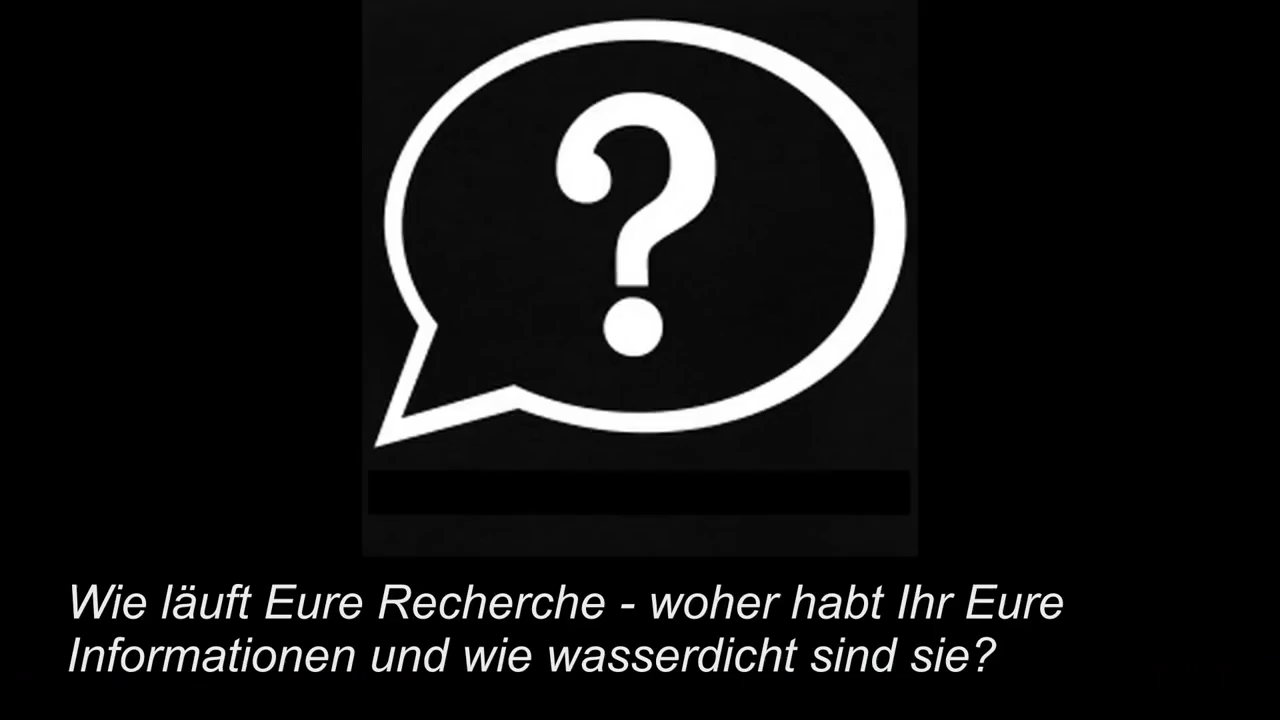 ?
Wie läuft Eure Recherche - woher habt Ihr Eure
Informationen und wie wasserdicht sind sie?